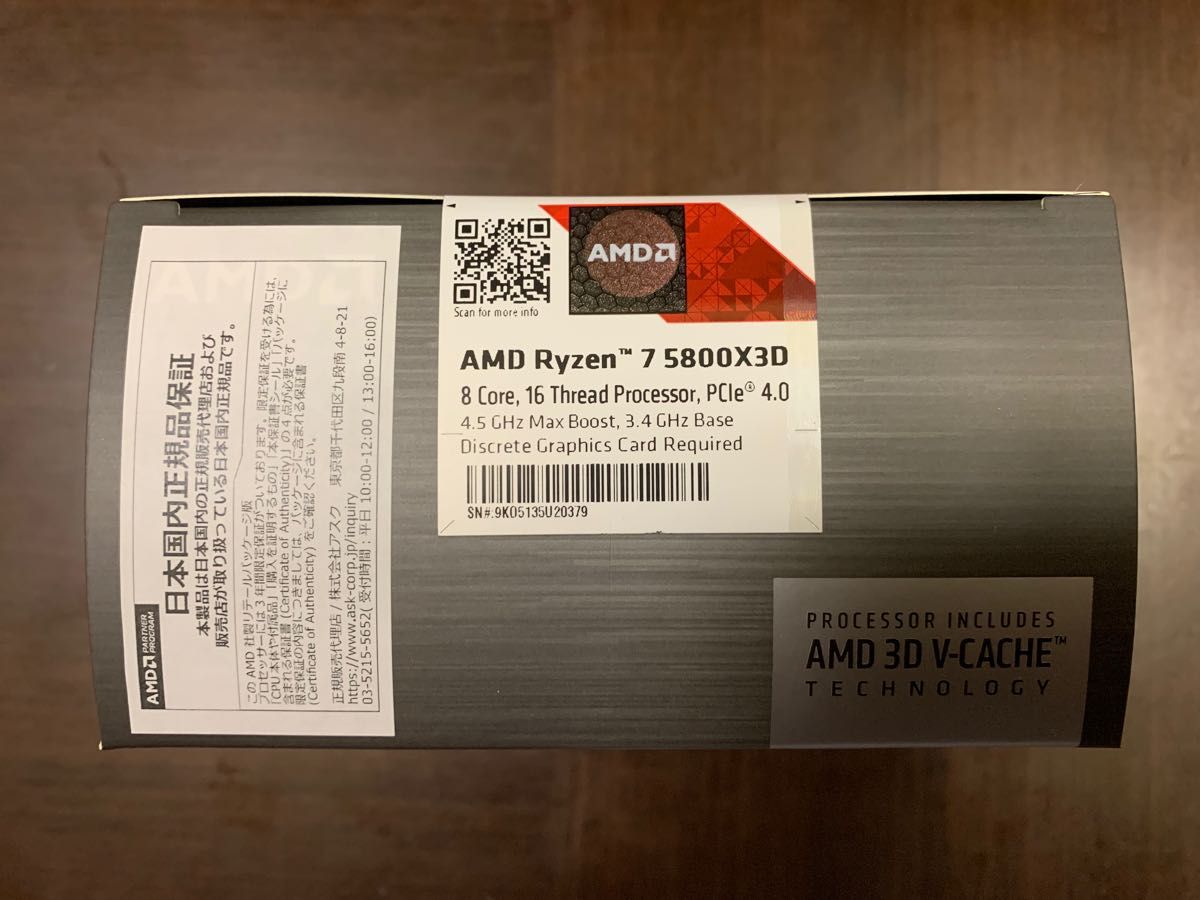 AMD
PARTNER
PROGRAM
日本国内正規品保証
本製品は日本国内の正規販売代理店および
販売店が取り扱っている日本国内正規品です。
この AMD 社製リテールパッケージ版
プロセッサーには 3 年間限定保証がついております。限定保証を受ける為には、
「CPU 本体や付属品」「購入を証明するもの」「本保証書シール」「パッケージに
含まれる保証書 (Certificate of Authenticity)」の 4 点が必要です。
限定保証の内容につきましては、パッケージに含まれる保証書
(Certificate of Authenticity) をご確認ください。
正規販売代理店 / 株式会社アスク 東京都千代田区九段南 4-8-21
https://www.ask-corp.jp/inquiry
03-5215-5652( 受付時間 : 平日 10:00-12:00 / 13:00-16:00)
AMD
Scan for more info
AMD
AMD Ryzen™ 7 5800X3D
8 Core, 16 Thread Processor, PCIe® 4.0
4.5 GHz Max Boost, 3.4 GHz Base
Discrete Graphics Card Required
SN#:9KO5135U20379
PROCESSOR INCLUDES
AMD 3D V-CACHE™
TECHNOLOGY